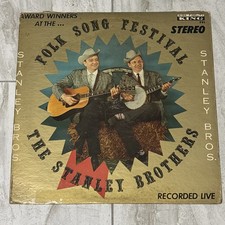 AWARD WINNERS
AT THE ...
KING
STEREO
FOLK SONG FESTIVAL
STANLEY BROS.
STANLEY BROS.
THE STANLEY BROTHERS
RECORDED LIVE